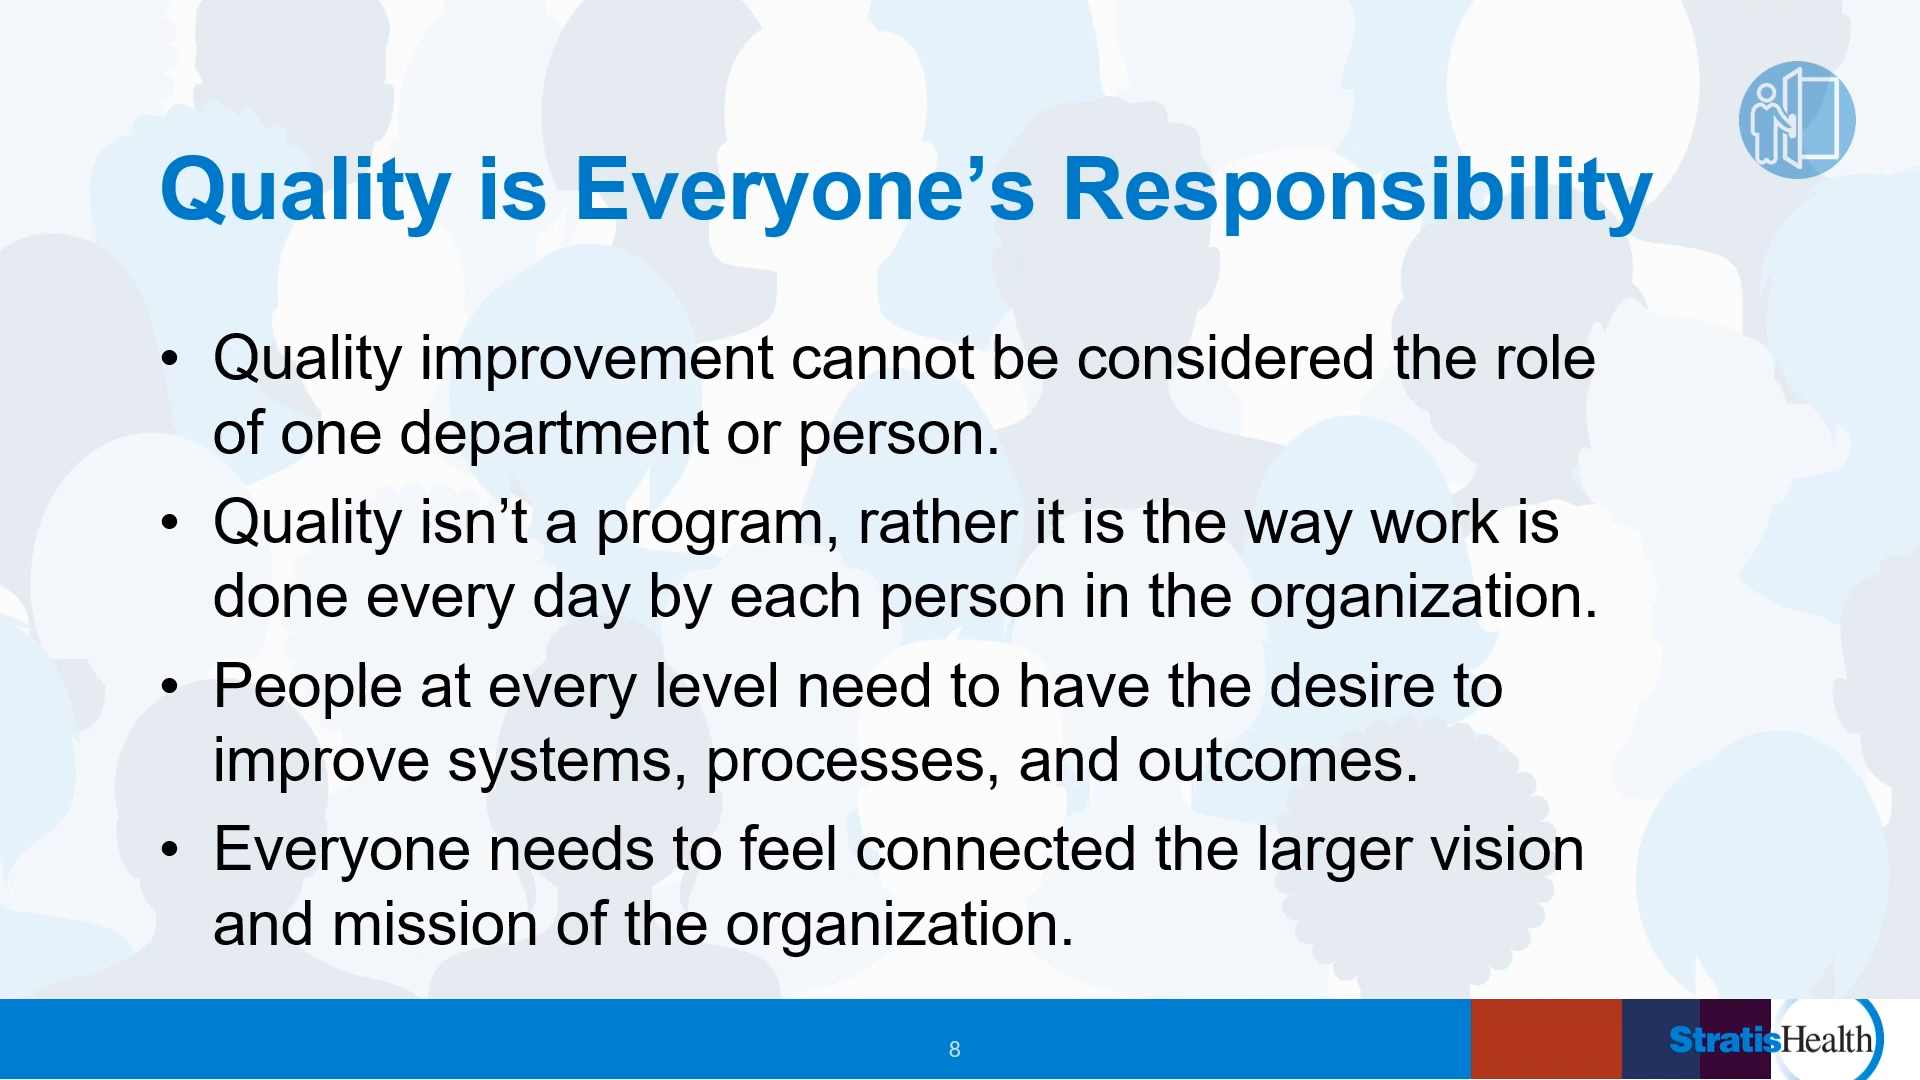 Quality is Everyone’s Responsibility
• Quality improvement cannot be considered the role
of one department or person.
• Quality isn’t a program, rather it is the way work is
done every day by each person in the organization.
• People at every level need to have the desire to
improve systems, processes, and outcomes.
• Everyone needs to feel connected the larger vision
and mission of the organization.
8
StratisHealth